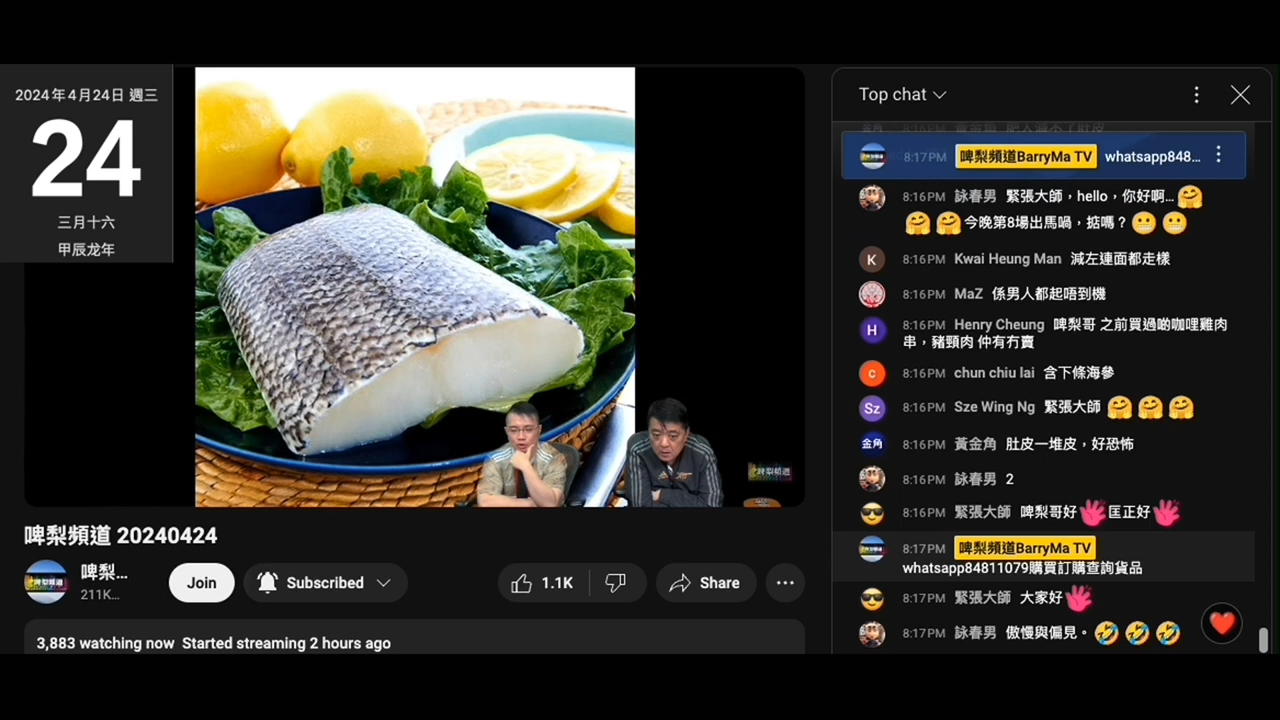 2024年4月24日 週三
24
三月十六
甲辰龙年
啤梨頻道
啤梨頻道 20240424
啤梨...
211K...
Join
Subscribed
1.1K
Share
3,883 watching now Started streaming 2 hours ago
Top chat
8:17PM 啤梨頻道BarryMa TV whatsapp848...
8:16PM 詠春男 緊張大師，hello，你好啊...
今晚第8場出馬喎，掂嗎？
K 8:16PM Kwai Heung Man 減左連面都走樣
8:16PM MaZ 係男人都起唔到機
H 8:16PM Henry Cheung 啤梨哥 之前買過啲咖哩雞肉
串，豬頸肉 仲有冇賣
c 8:16PM chun chiu lai 含下條海參
Sz 8:16PM Sze Wing Ng 緊張大師
金角 8:16PM 黃金角 肚皮一堆皮，好恐怖
8:16PM 詠春男 2
8:16PM 緊張大師 啤梨哥好 匡正好
8:17PM 啤梨頻道BarryMa TV
whatsapp84811079購買訂購查詢貨品
8:17PM 緊張大師 大家好
8:17PM 詠春男 傲慢與偏見。